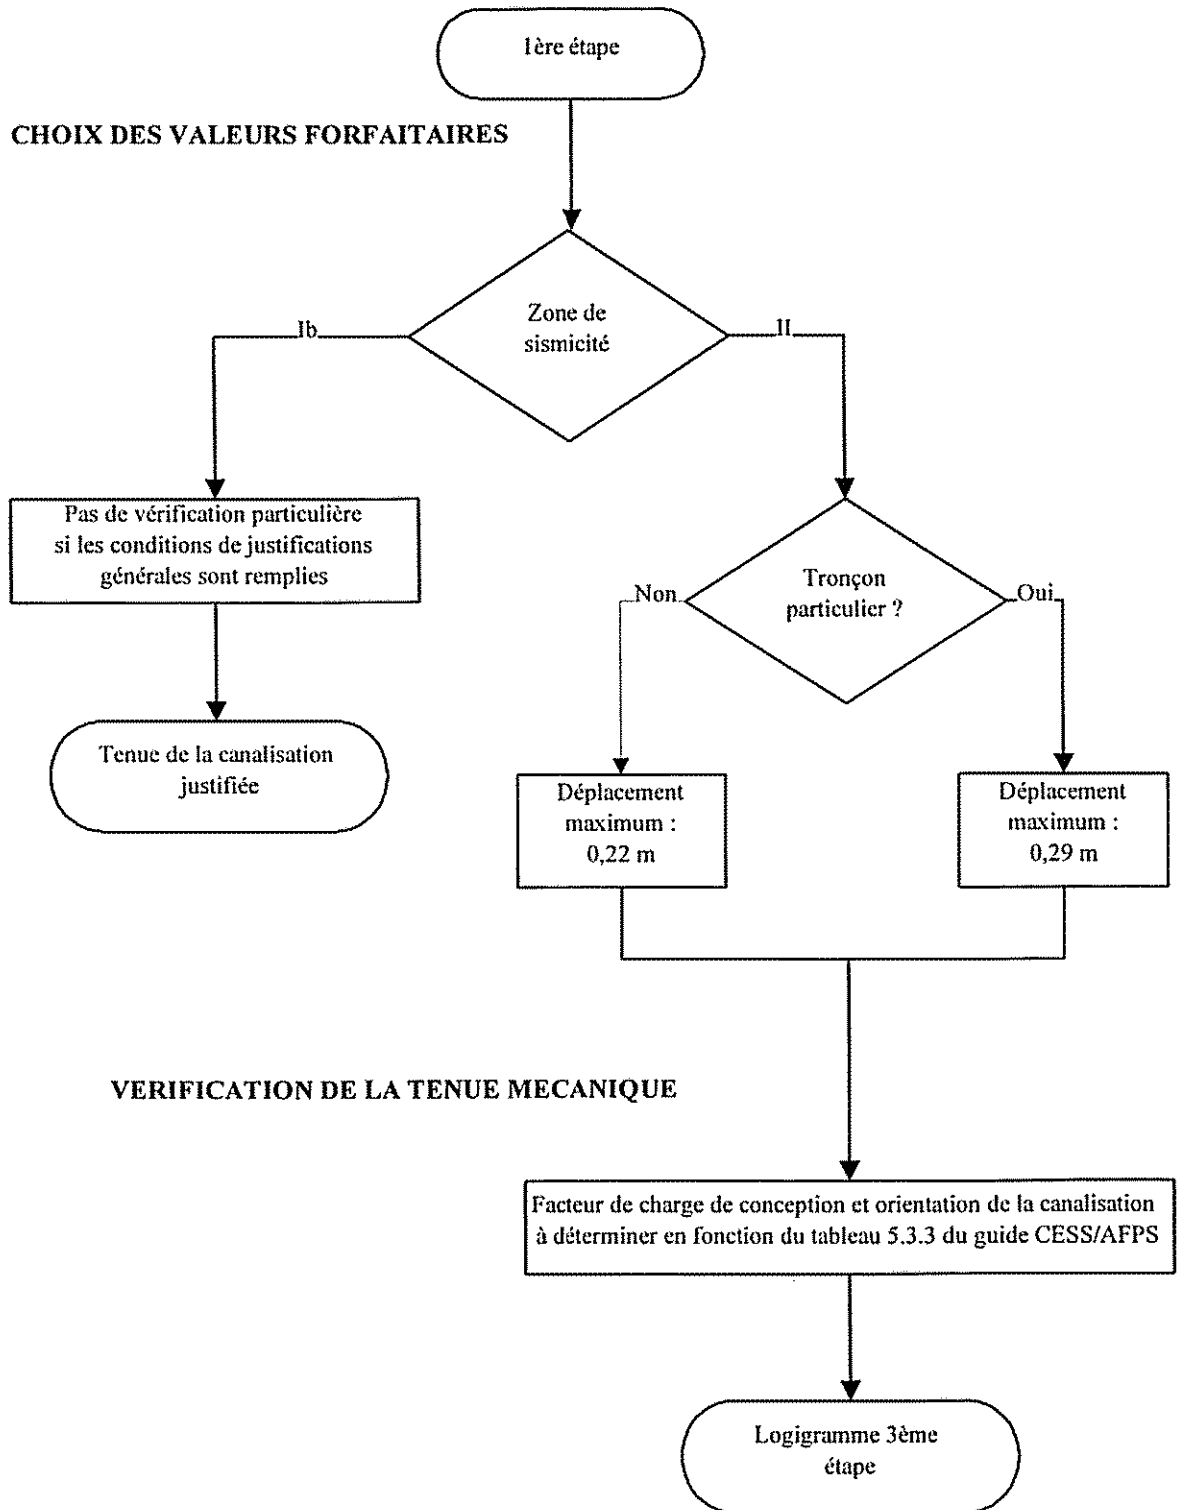 1ère étape
CHOIX DES VALEURS FORFAITAIRES
Zone de
sismicité
Ib
II
Pas de vérification particulière
si les conditions de justifications
générales sont remplies
Tronçon
particulier ?
Non
Oui
Tenue de la canalisation
justifiée
Déplacement
maximum :
0,22 m
Déplacement
maximum :
0,29 m
VERIFICATION DE LA TENUE MECANIQUE
Facteur de charge de conception et orientation de la canalisation
à déterminer en fonction du tableau 5.3.3 du guide CESS/AFPS
Logigramme 3ème
étape